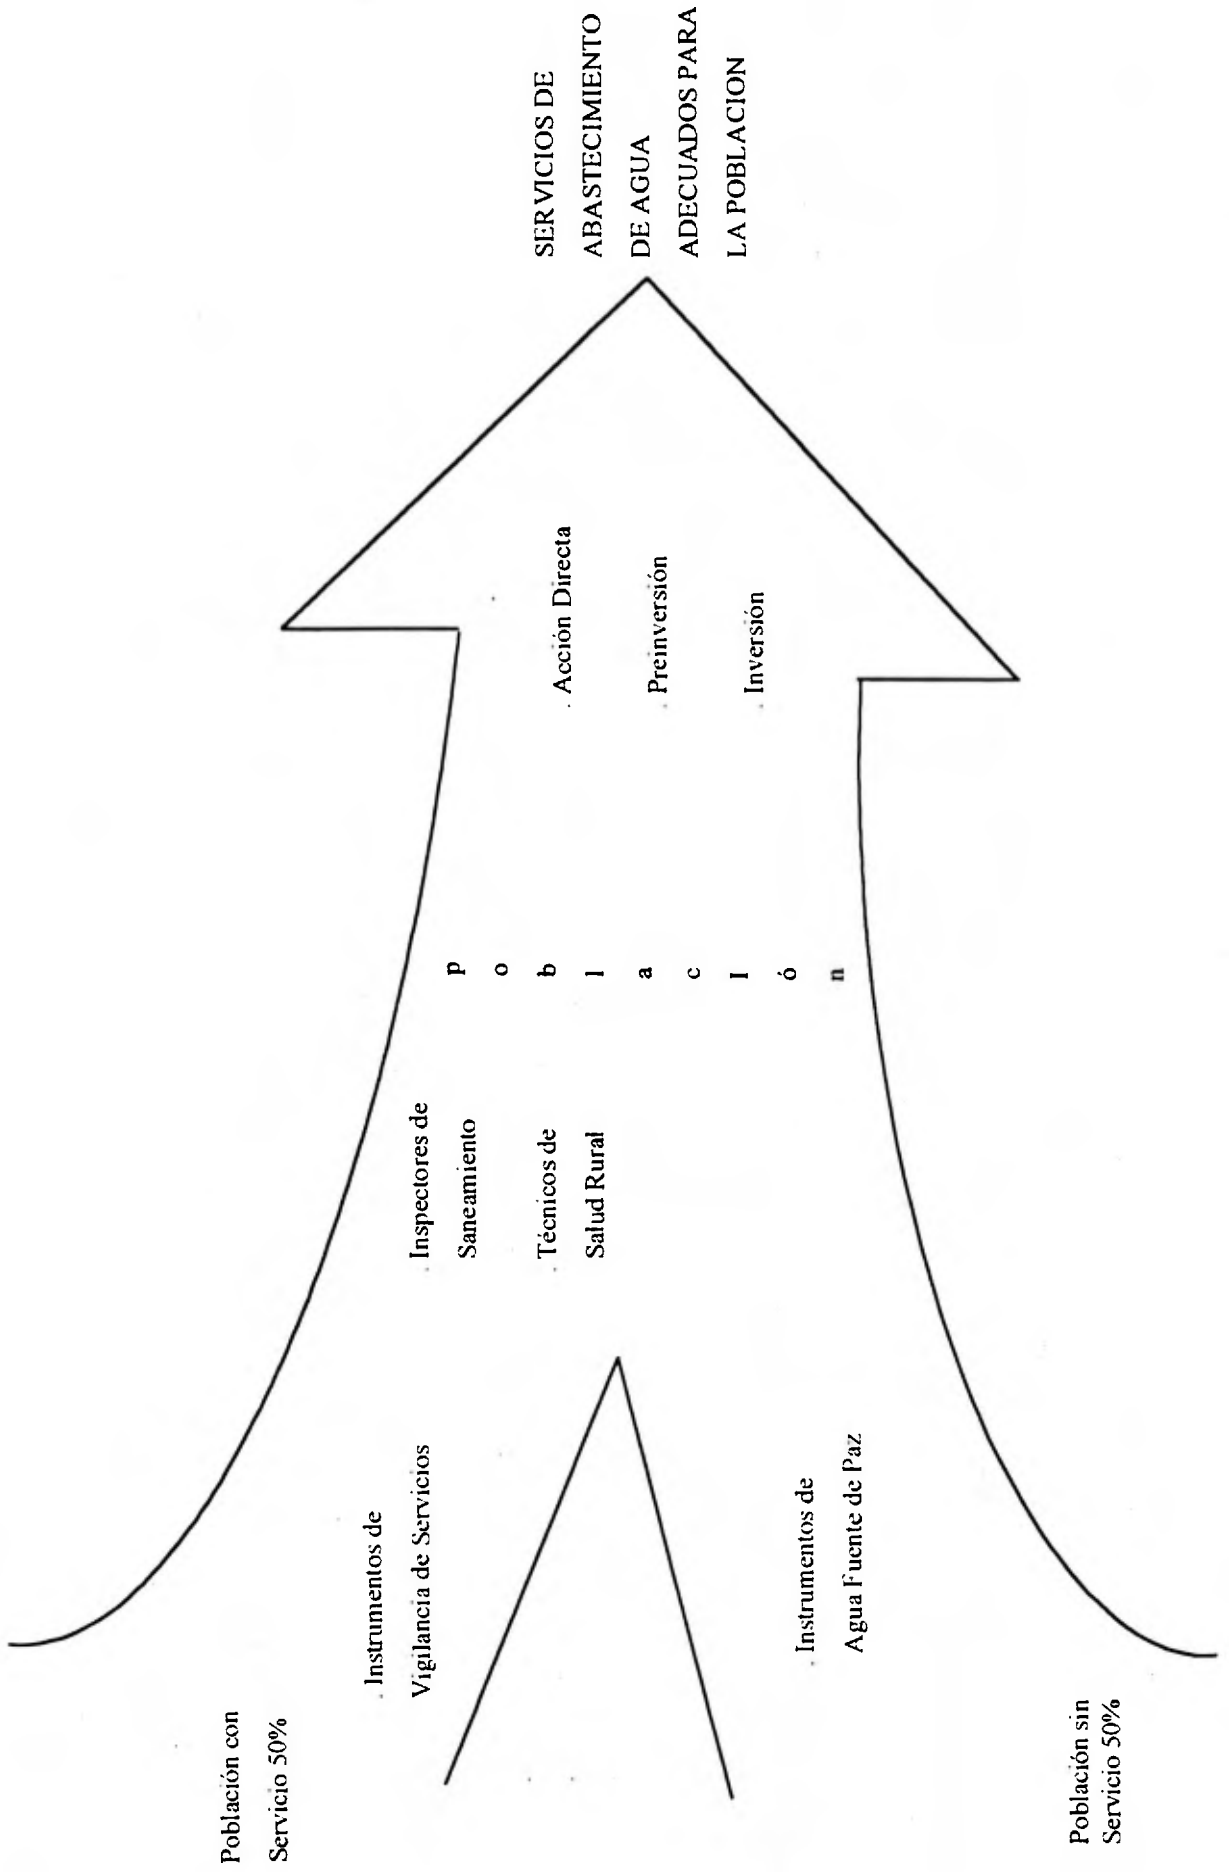 Población con
Servicio 50%
. Instrumentos de
Vigilancia de Servicios
. Inspectores de
Saneamiento
. Técnicos de
Salud Rural
p
o
b
l
a
c
I
ó
n
. Acción Directa
. Preinversión
. Inversión
SERVICIOS DE
ABASTECIMIENTO
DE AGUA
ADECUADOS PARA
LA POBLACION
. Instrumentos de
Agua Fuente de Paz
Población sin
Servicio 50%